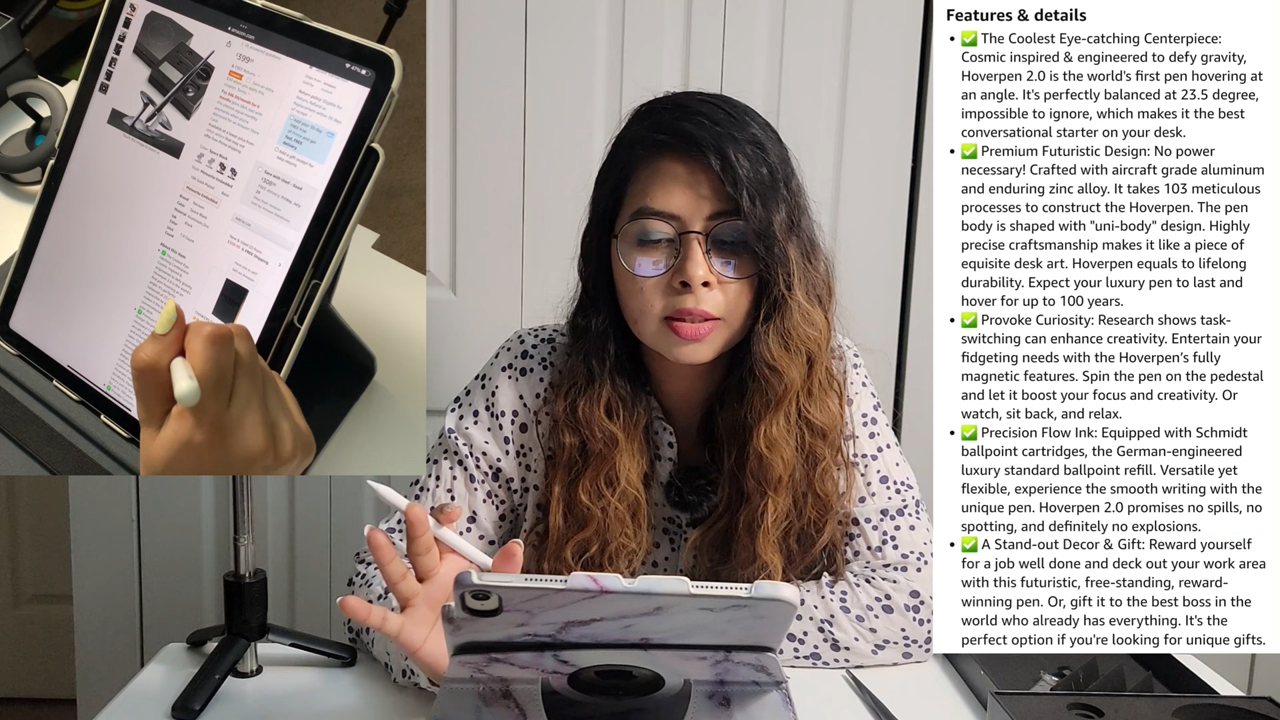 amazon.com
47%
$399
About this item
Features & details
• ✅ The Coolest Eye-catching Centerpiece:
Cosmic inspired & engineered to defy gravity,
Hoverpen 2.0 is the world's first pen hovering at
an angle. It's perfectly balanced at 23.5 degree,
impossible to ignore, which makes it the best
conversational starter on your desk.
• ✅ Premium Futuristic Design: No power
necessary! Crafted with aircraft grade aluminum
and enduring zinc alloy. It takes 103 meticulous
processes to construct the Hoverpen. The pen
body is shaped with "uni-body" design. Highly
precise craftsmanship makes it like a piece of
equisite desk art. Hoverpen equals to lifelong
durability. Expect your luxury pen to last and
hover for up to 100 years.
• ✅ Provoke Curiosity: Research shows task-
switching can enhance creativity. Entertain your
fidgeting needs with the Hoverpen's fully
magnetic features. Spin the pen on the pedestal
and let it boost your focus and creativity. Or
watch, sit back, and relax.
• ✅ Precision Flow Ink: Equipped with Schmidt
ballpoint cartridges, the German-engineered
luxury standard ballpoint refill. Versatile yet
flexible, experience the smooth writing with the
unique pen. Hoverpen 2.0 promises no spills, no
spotting, and definitely no explosions.
• ✅ A Stand-out Decor & Gift: Reward yourself
for a job well done and deck out your work area
with this futuristic, free-standing, reward-
winning pen. Or, gift it to the best boss in the
world who already has everything. It's the
perfect option if you're looking for unique gifts.